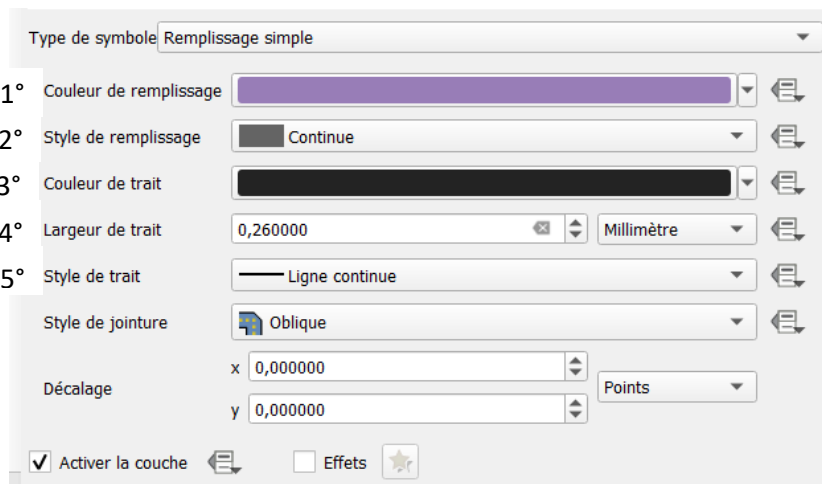 Type de symbole Remplissage simple
1° Couleur de remplissage
2° Style de remplissage Continue
3° Couleur de trait
4° Largeur de trait 0,260000 Millimètre
5° Style de trait Ligne continue
Style de jointure Oblique
x 0,000000
Décalage Points
y 0,000000
Activer la couche Effets